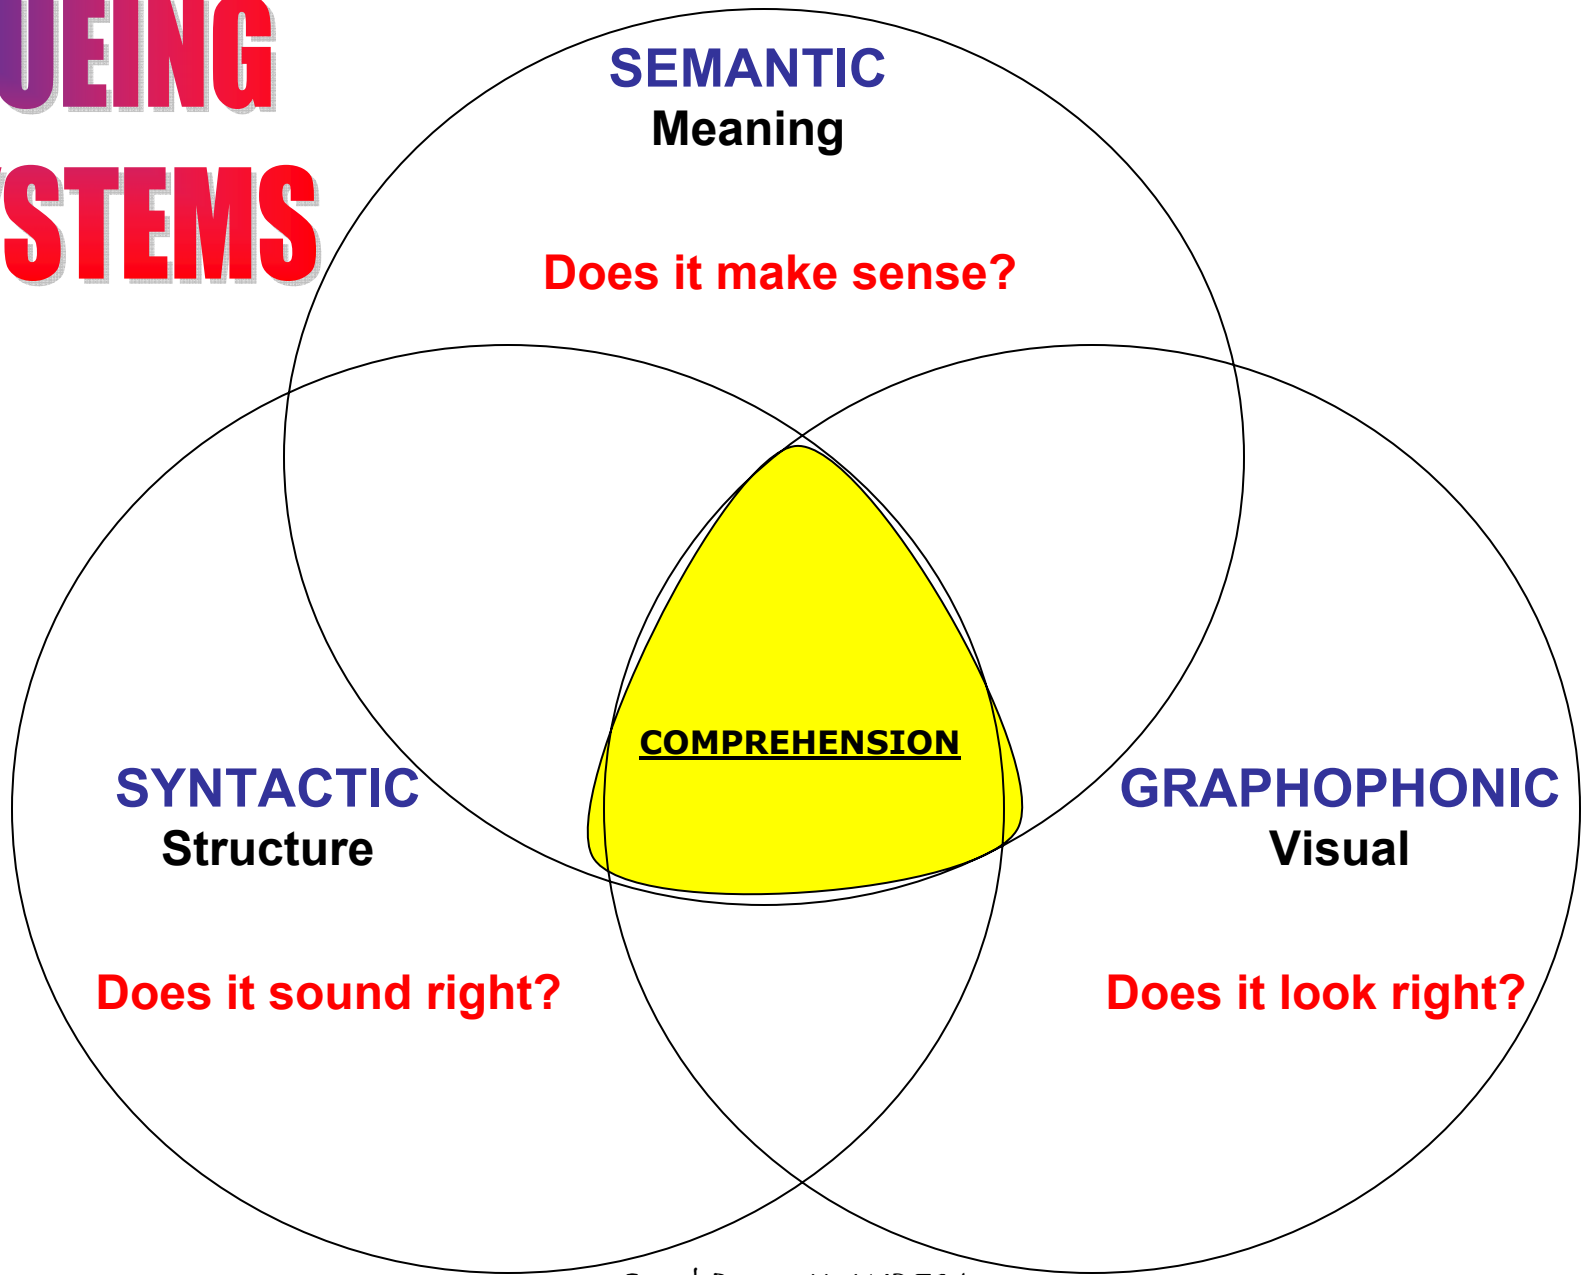 UEING
YSTEMS
SEMANTIC
Meaning
Does it make sense?
COMPREHENSION
SYNTACTIC
Structure
Does it sound right?
GRAPHOPHONIC
Visual
Does it look right?